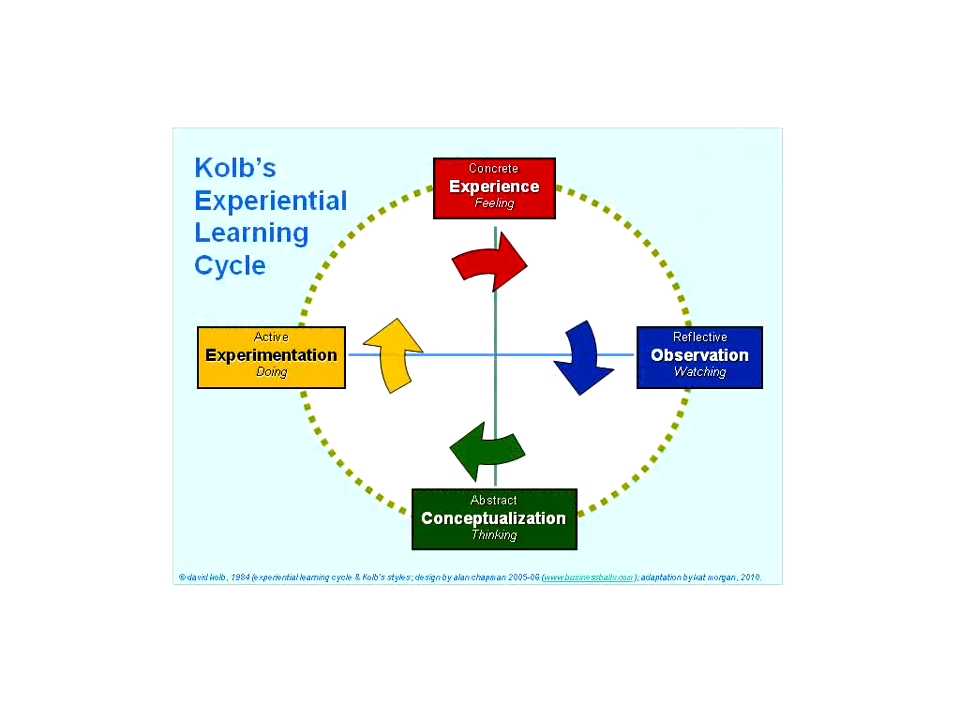 Kolb's
Experiential
Learning
Cycle
Concrete
Experience
Feeling
Active
Experimentation
Doing
Reflective
Observation
Watching
Abstract
Conceptualization
Thinking
© david kolb, 1984 (experiential learning cycle & Kolb's styles; design by alan chapman 2005-06 (www.businessballs.com); adaptation by kat morgan, 2010.